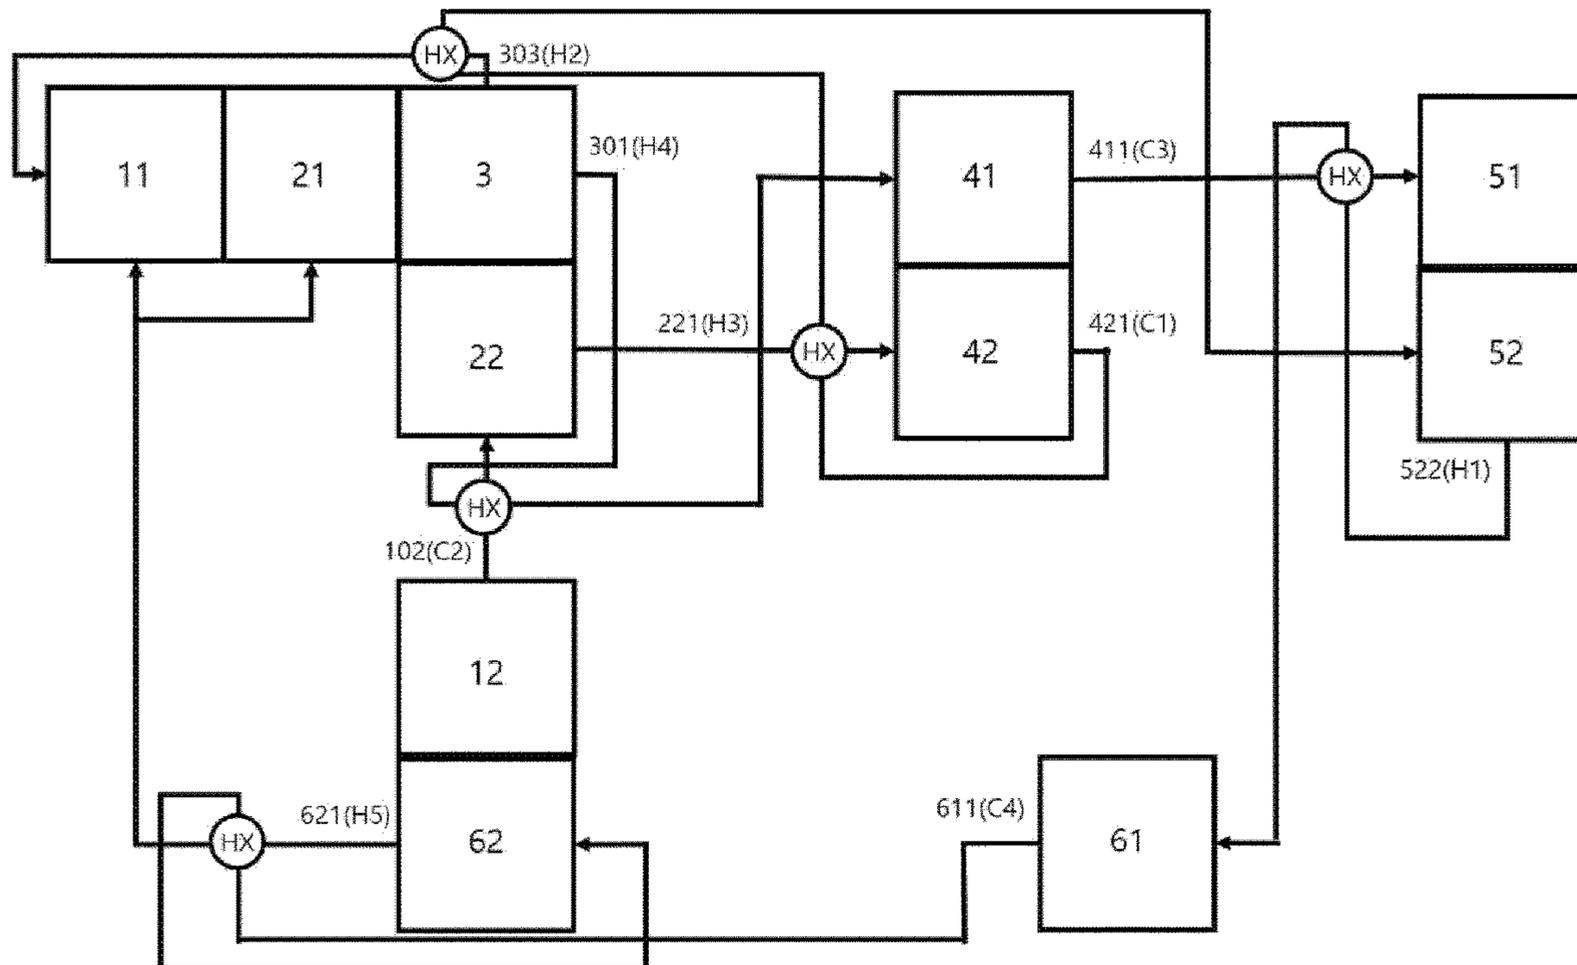 HX
303(H2)
11
21
3
301(H4)
41
411(C3)
HX
51
22
221(H3)
HX
42
421(C1)
52
522(H1)
HX
102(C2)
12
HX
621(H5)
62
611(C4)
61